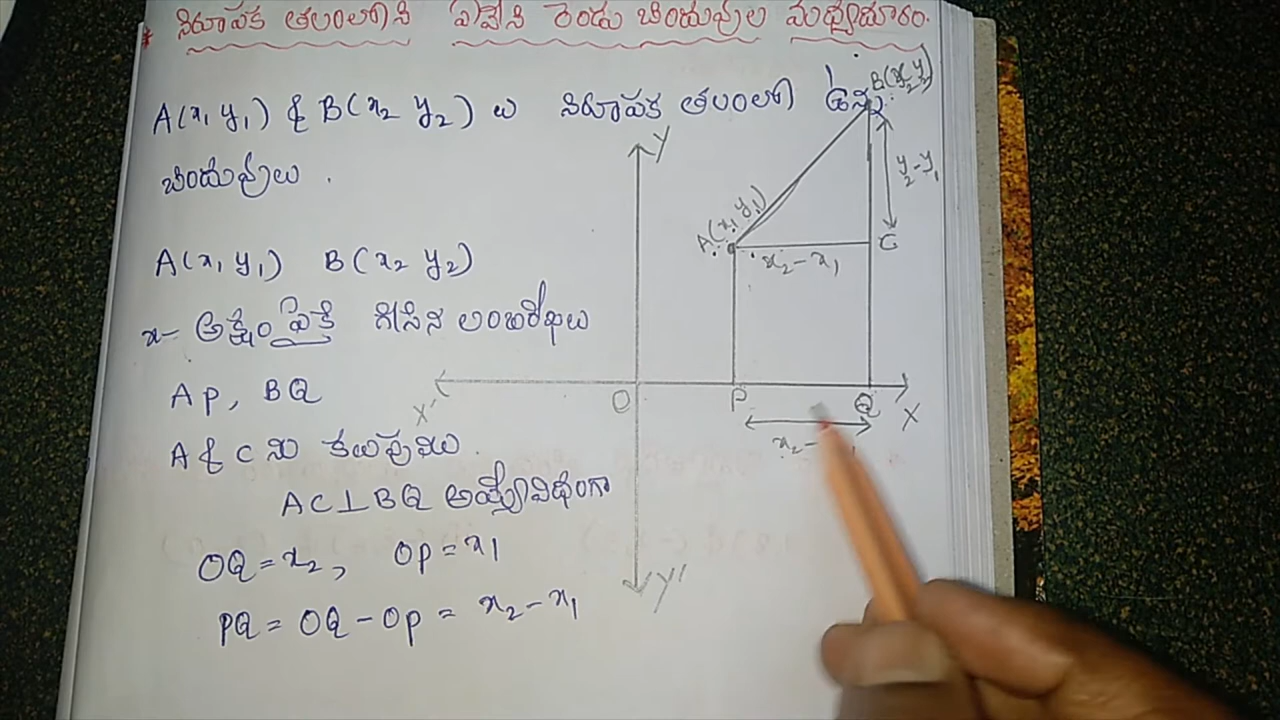 * నిరూపక తలంలోని ఏవేని రెండు బిందువుల మధ్యదూరం.
A(x₁ y₁) & B(x₂ y₂) ల నిరూపక తలంలో ఉన్న
బిందువులు .
A(x₁ y₁) B(x₂ y₂)
x- అక్షంపైకి గీసిన లంబరేఖలు
AP, BQ
A & C ను కలుపుము.
AC⊥BQ అయ్యేవిధంగా
OQ = x₂, OP = x₁
PQ = OQ - OP = x₂ - x₁
B(x₂ y₂)
Y
y₂ - y₁
A(x₁ y₁)
C
x₂ - x₁
X'
O
P
Q
X
x₂ -
Y'